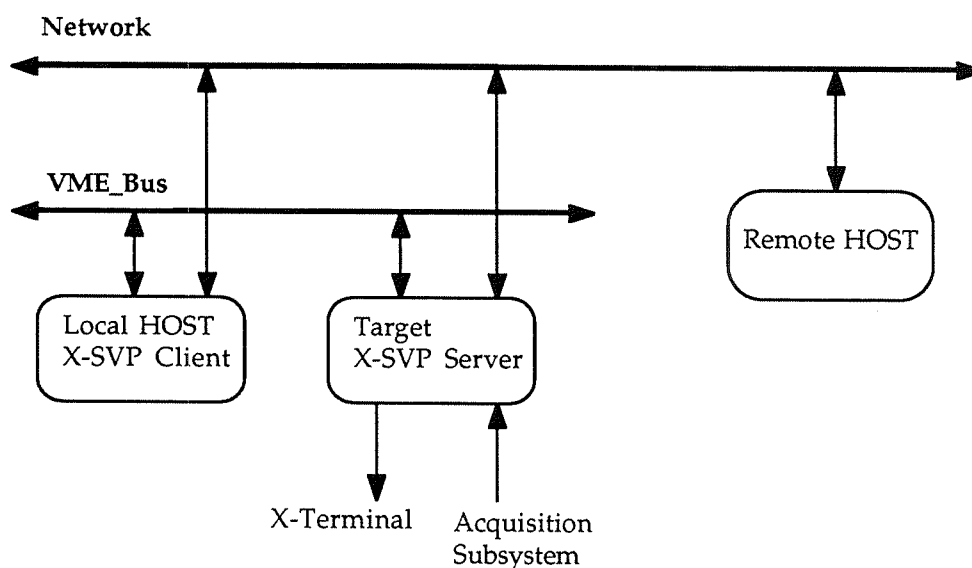 Network
VME_Bus
Remote HOST
Local HOST
X-SVP Client
Target
X-SVP Server
X-Terminal
Acquisition
Subsystem